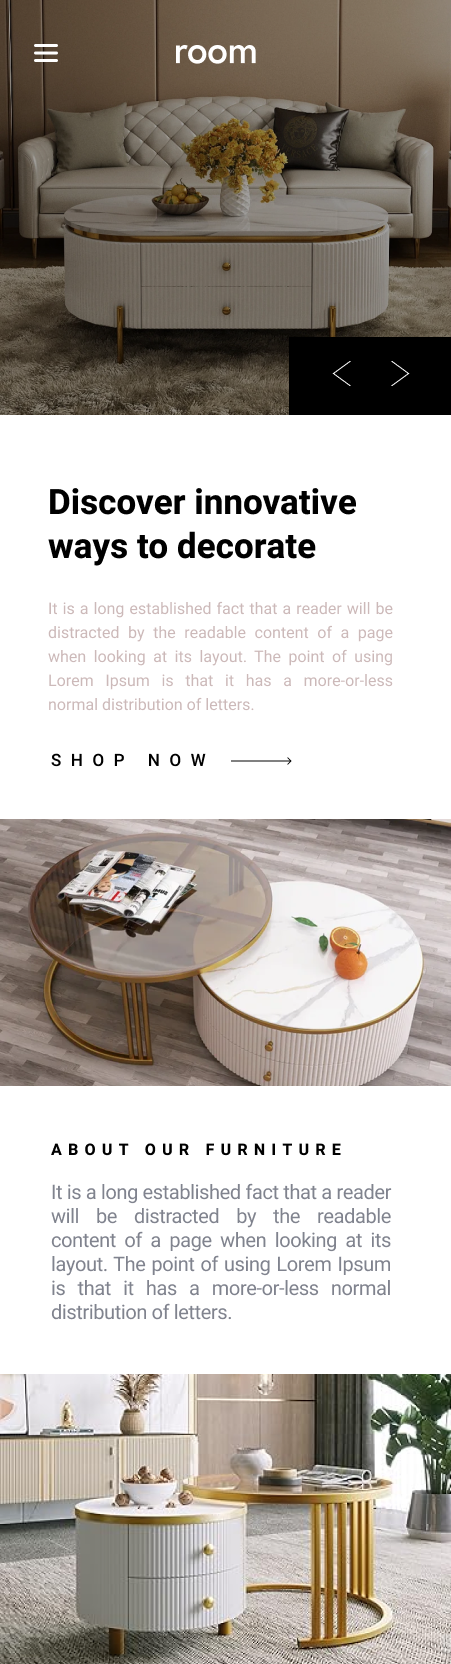 room
Discover innovative
ways to decorate
It is a long established fact that a reader will be
distracted by the readable content of a page
when looking at its layout. The point of using
Lorem Ipsum is that it has a more-or-less
normal distribution of letters.
SHOP NOW
ABOUT OUR FURNITURE
It is a long established fact that a reader
will be distracted by the readable
content of a page when looking at its
layout. The point of using Lorem Ipsum
is that it has a more-or-less normal
distribution of letters.